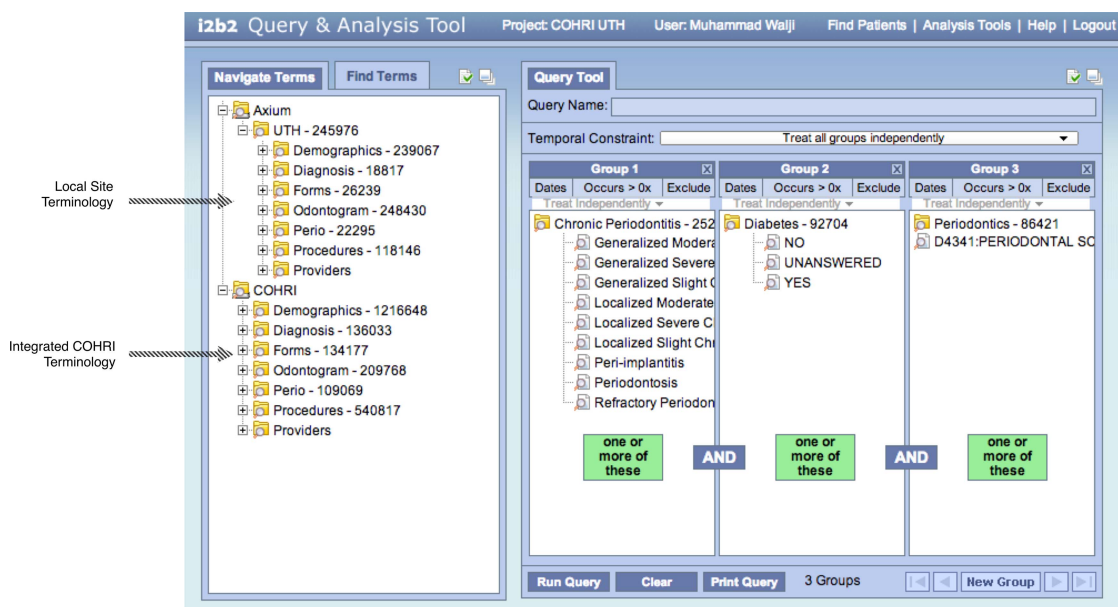 i2b2 Query & Analysis Tool Project: COHRI UTH User: Muhammad Walji Find Patients | Analysis Tools | Help | Logout
Navigate Terms Find Terms
Axium
UTH - 245976
Demographics - 239067
Diagnosis - 18817
Forms - 26239
Odontogram - 248430
Perio - 22295
Procedures - 118146
Providers
COHRI
Demographics - 1216648
Diagnosis - 136033
Forms - 134177
Odontogram - 209768
Perio - 109069
Procedures - 540817
Providers
Local Site
Terminology
Integrated COHRI
Terminology
Query Tool
Query Name:
Temporal Constraint: Treat all groups independently
Group 1
Dates Occurs > 0x Exclude
Treat Independently
Chronic Periodontitis - 252
Generalized Modera
Generalized Severe
Generalized Slight C
Localized Moderate
Localized Severe C
Localized Slight Chr
Peri-implantitis
Periodontosis
Refractory Periodon
one or
more of
these
AND
Group 2
Dates Occurs > 0x Exclude
Treat Independently
Diabetes - 92704
NO
UNANSWERED
YES
one or
more of
these
AND
Group 3
Dates Occurs > 0x Exclude
Treat Independently
Periodontics - 86421
D4341:PERIODONTAL SC
one or
more of
these
Run Query Clear Print Query 3 Groups New Group